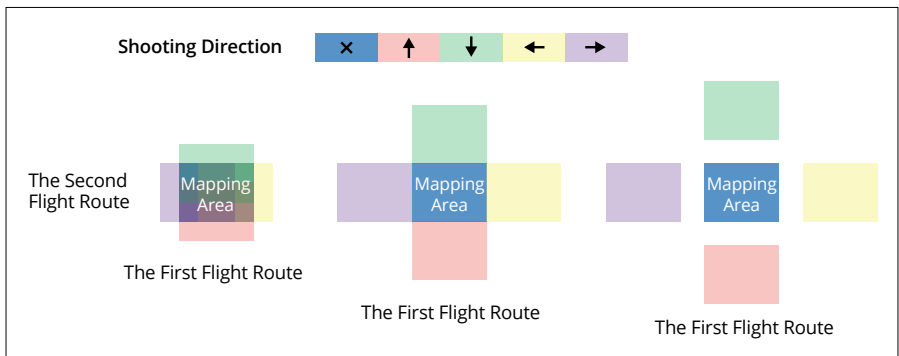 Shooting Direction
The Second
Flight Route
Mapping
Area
The First Flight Route
Mapping
Area
The First Flight Route
Mapping
Area
The First Flight Route